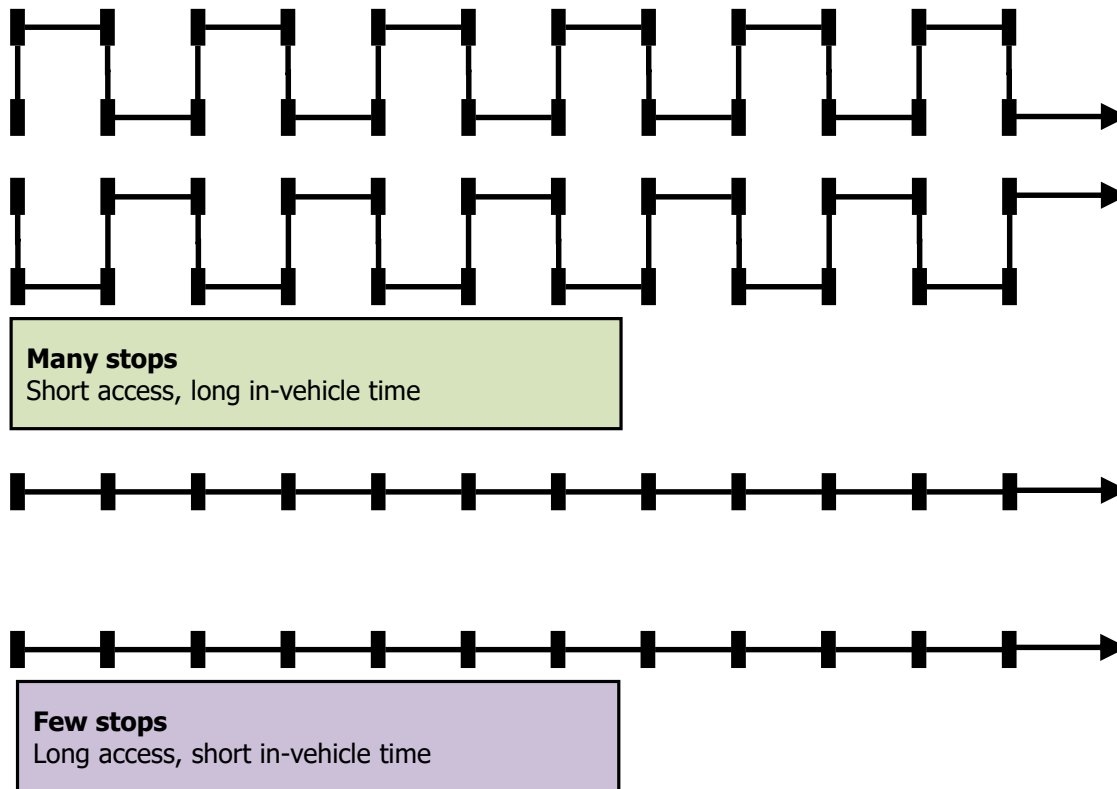 Many stops
Short access, long in-vehicle time
Few stops
Long access, short in-vehicle time